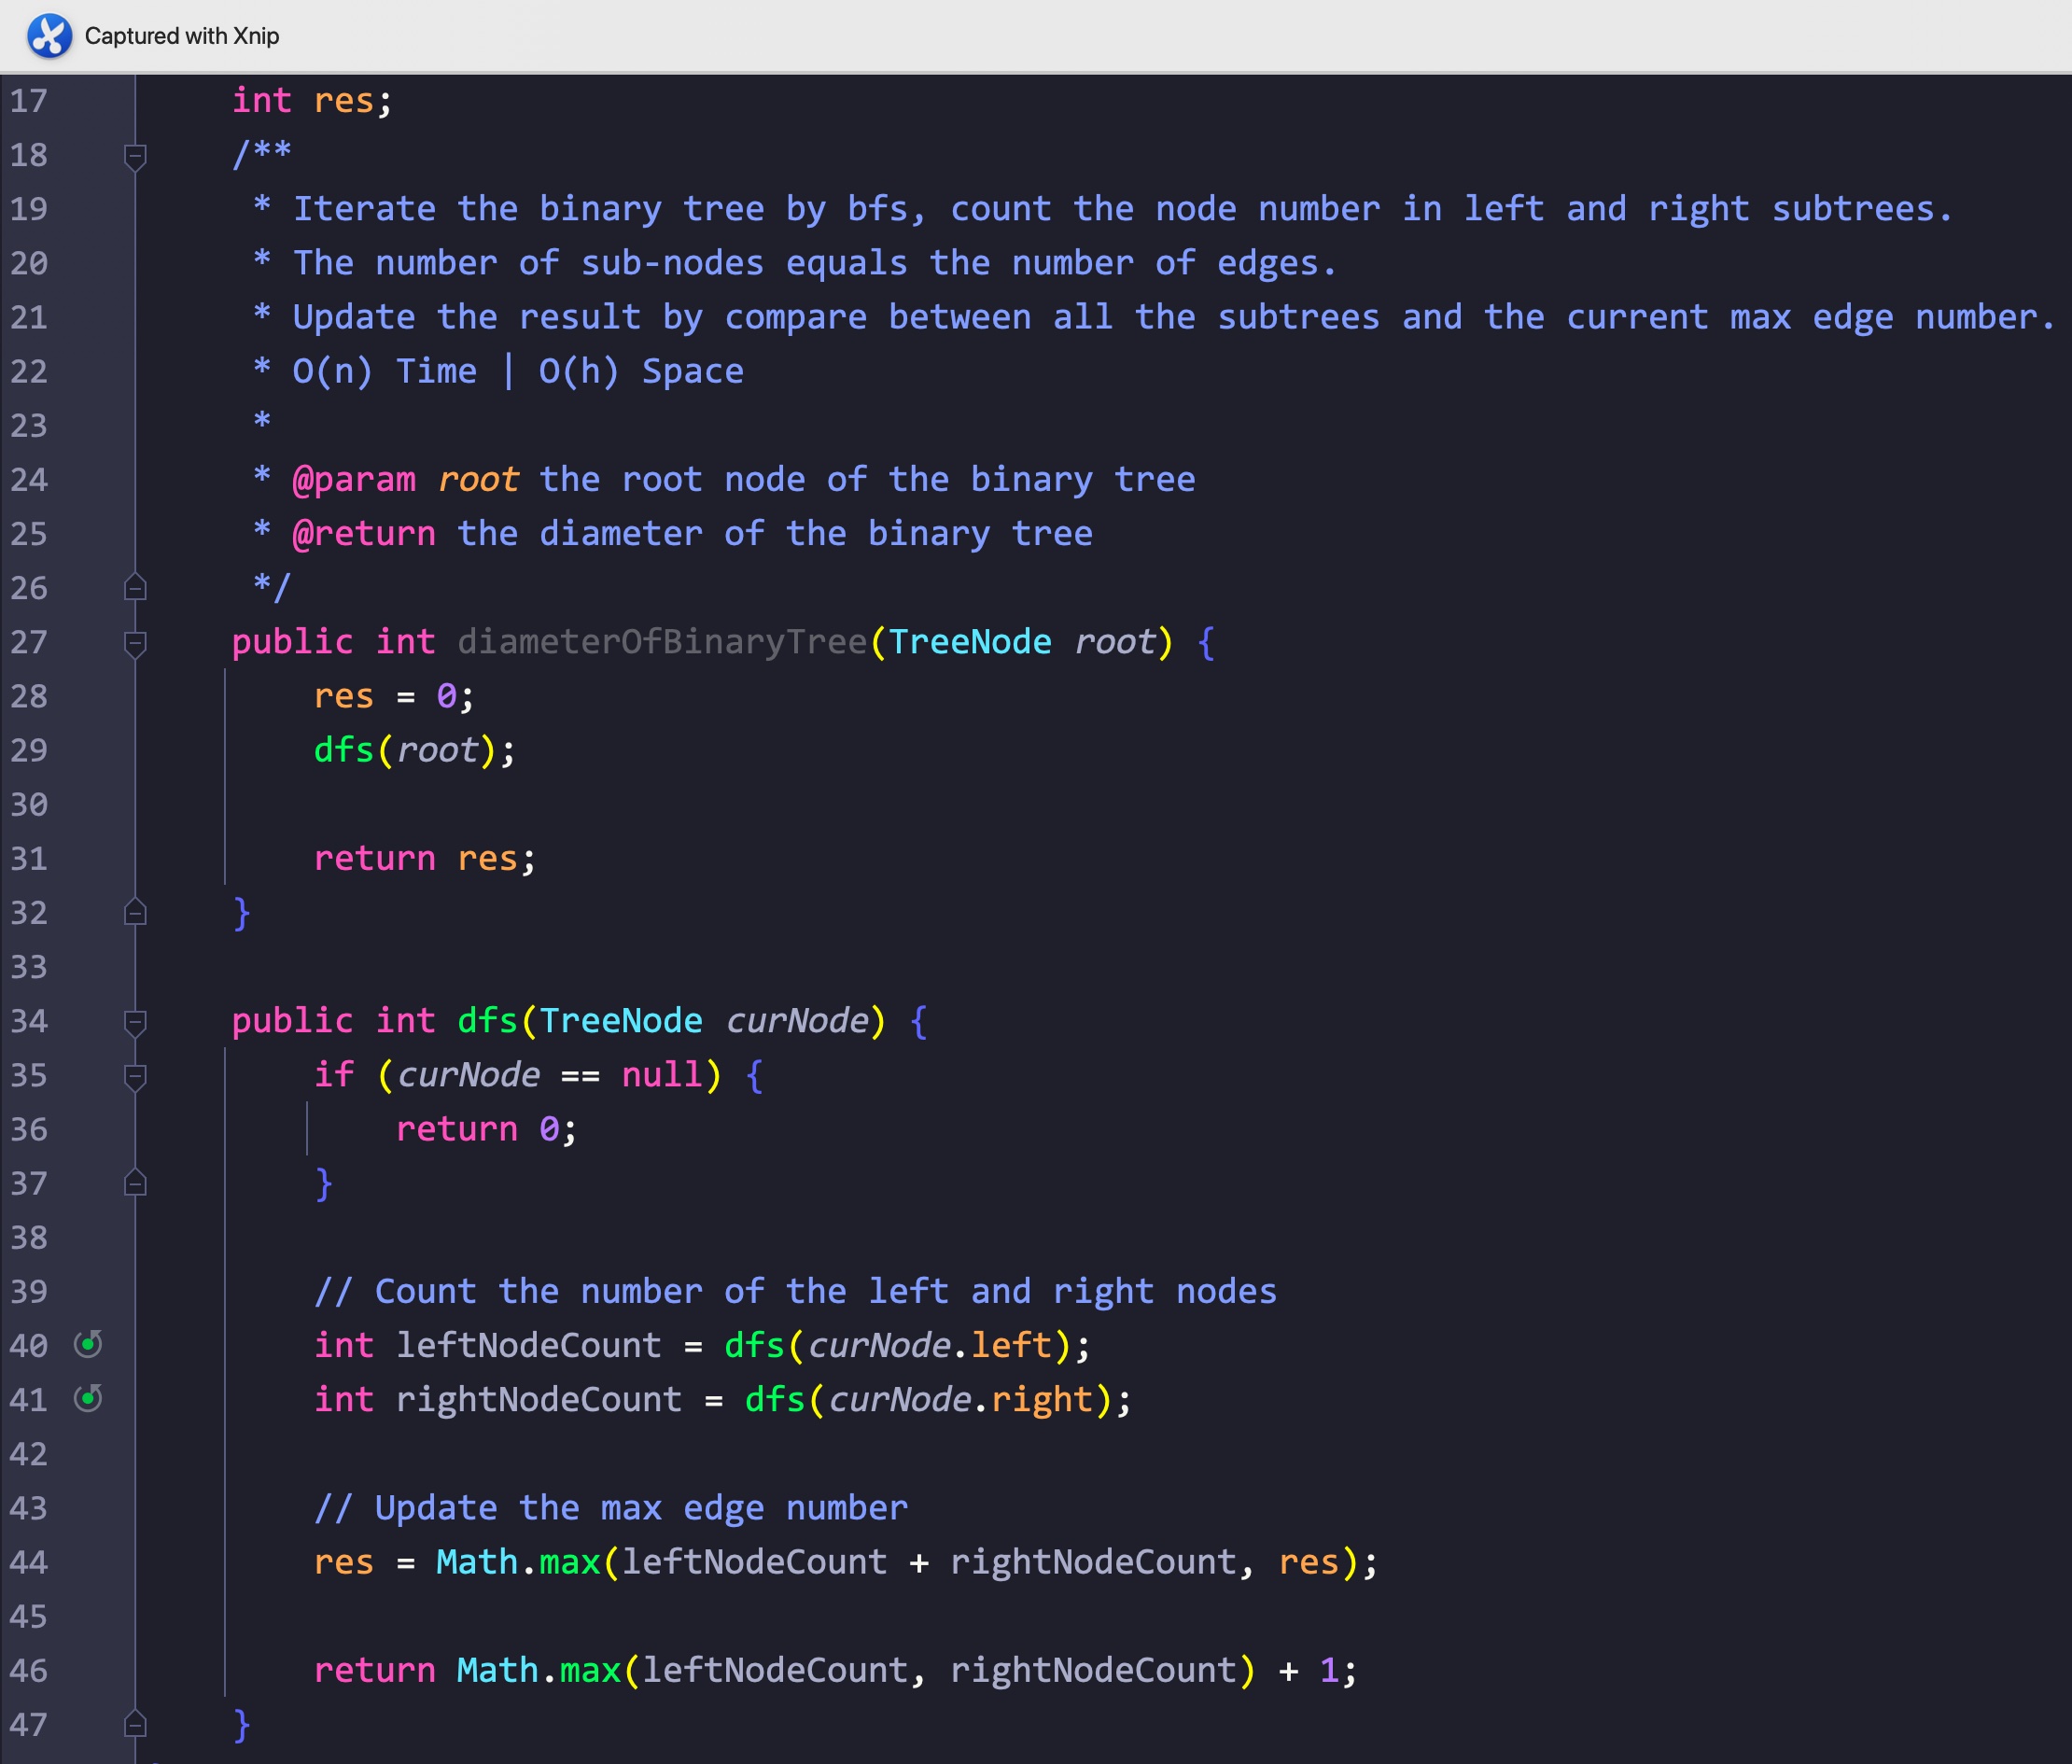 Captured with Xnip
17 int res;
18 /**
19 * Iterate the binary tree by bfs, count the node number in left and right subtrees.
20 * The number of sub-nodes equals the number of edges.
21 * Update the result by compare between all the subtrees and the current max edge number.
22 * O(n) Time | O(h) Space
23 *
24 * @param root the root node of the binary tree
25 * @return the diameter of the binary tree
26 */
27 public int diameterOfBinaryTree(TreeNode root) {
28 res = 0;
29 dfs(root);
30
31 return res;
32 }
33
34 public int dfs(TreeNode curNode) {
35 if (curNode == null) {
36 return 0;
37 }
38
39 // Count the number of the left and right nodes
40 int leftNodeCount = dfs(curNode.left);
41 int rightNodeCount = dfs(curNode.right);
42
43 // Update the max edge number
44 res = Math.max(leftNodeCount + rightNodeCount, res);
45
46 return Math.max(leftNodeCount, rightNodeCount) + 1;
47 }